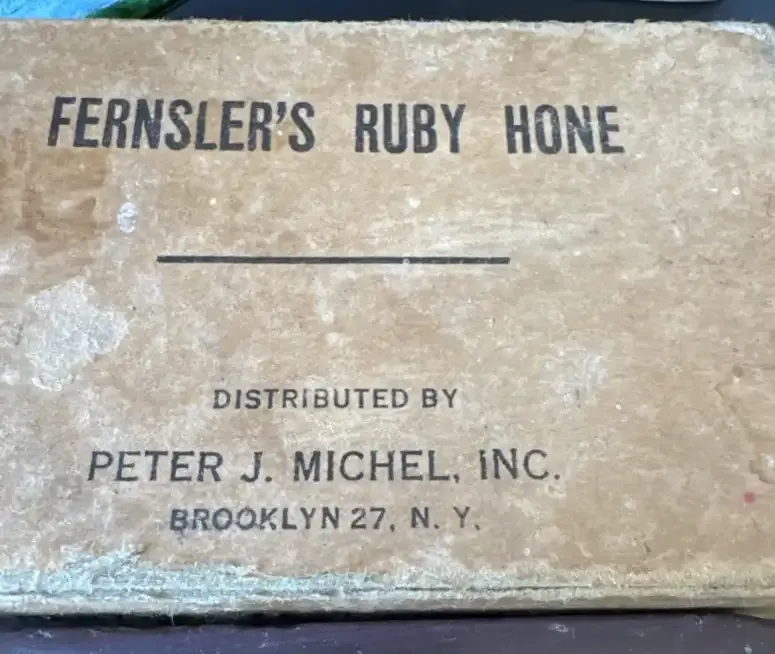 FERNSLER'S RUBY HONE
DISTRIBUTED BY
PETER J. MICHEL, INC.
BROOKLYN 27, N. Y.